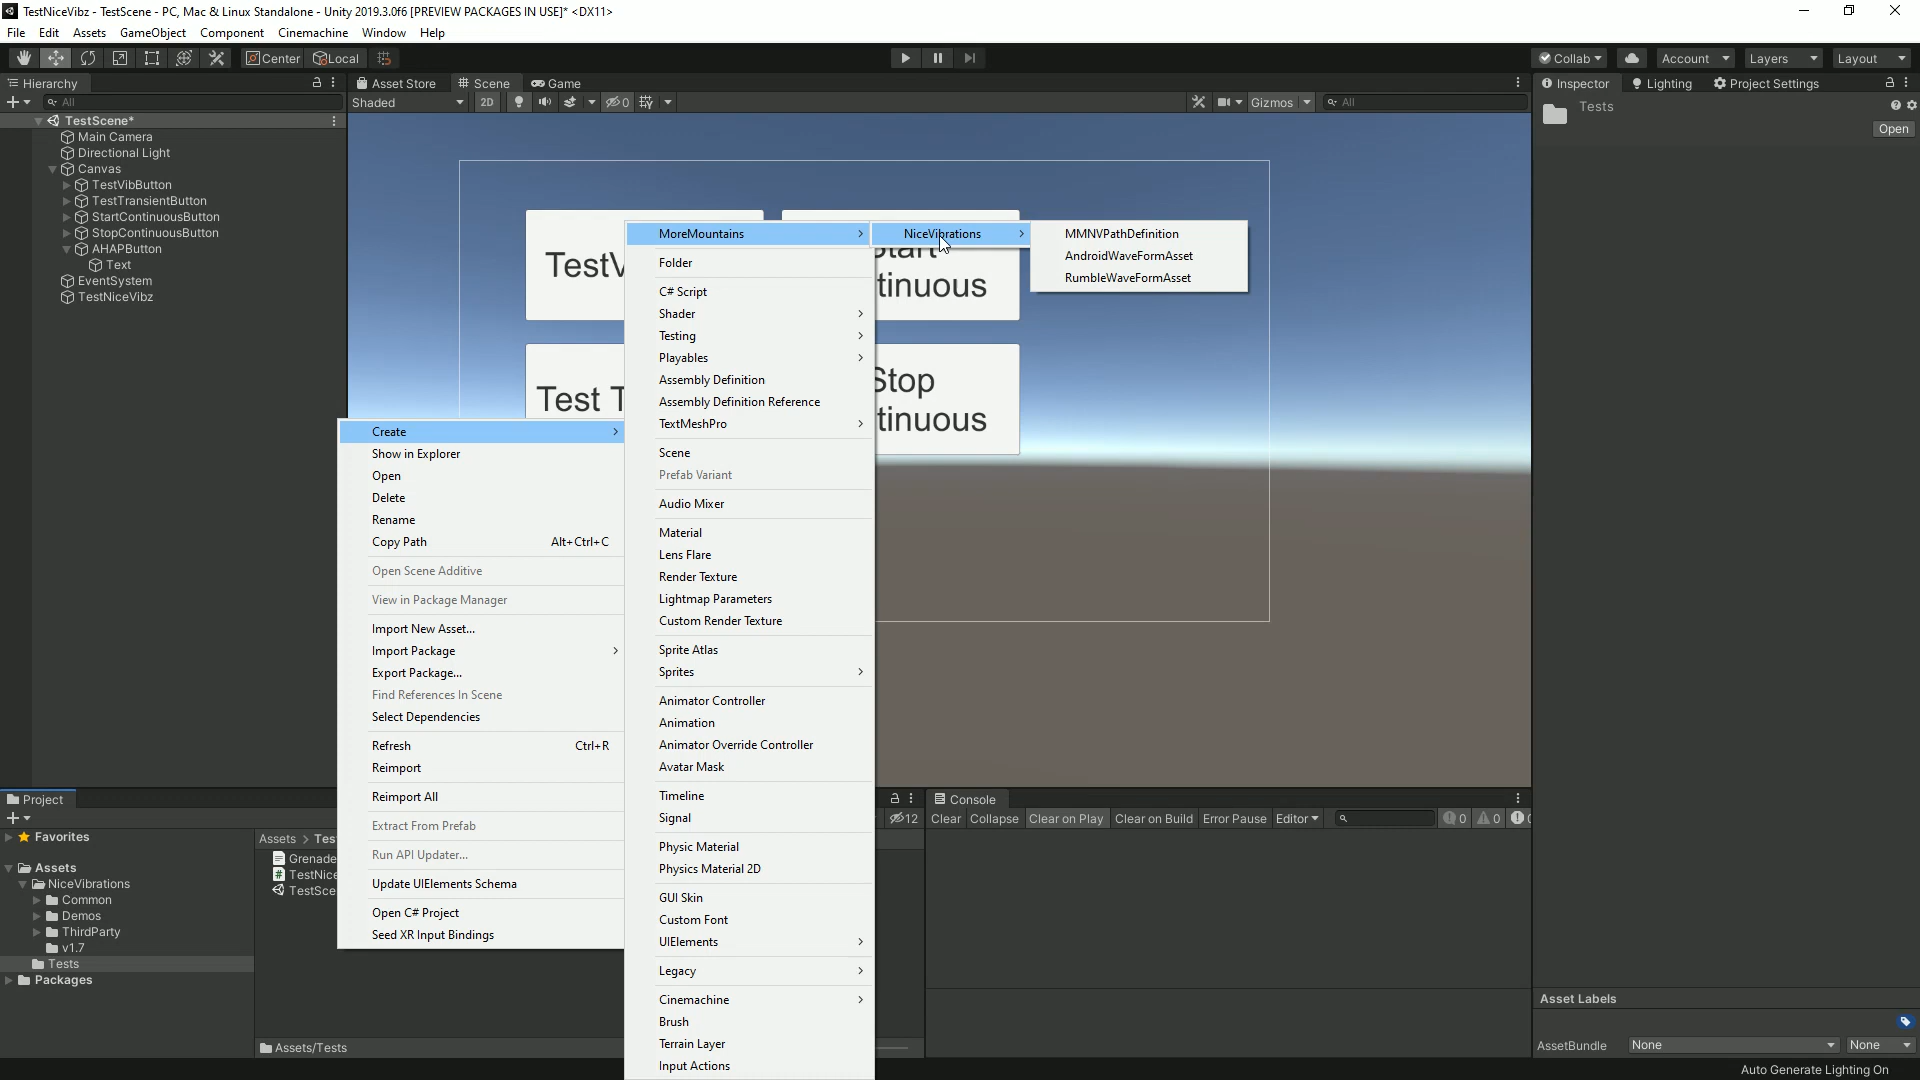 TestNiceVibz - TestScene - PC, Mac & Linux Standalone - Unity 2019.3.0f6 [PREVIEW PACKAGES IN USE]* <DX11>
File Edit Assets GameObject Component Cinemachine Window Help
Center Local Collab Account Layers Layout
Hierarchy Asset Store Scene Game Inspector Lighting Project Settings
All Shaded 2D 0 Gizmos All
Tests
Open
TestScene*
Main Camera
Directional Light
Canvas
TestVibButton
TestTransientButton
StartContinuousButton
StopContinuousButton
AHAPButton
Text
EventSystem
TestNiceVibz
TestV
Start
tinuous
Test T
Stop
tinuous
Create
Show in Explorer
Open
Delete
Rename
Copy Path Alt+Ctrl+C
Open Scene Additive
View in Package Manager
Import New Asset...
Import Package
Export Package...
Find References In Scene
Select Dependencies
Refresh Ctrl+R
Reimport
Reimport All
Extract From Prefab
Run API Updater...
Update UIElements Schema
Open C# Project
Seed XR Input Bindings
MoreMountains
Folder
C# Script
Shader
Testing
Playables
Assembly Definition
Assembly Definition Reference
TextMeshPro
Scene
Prefab Variant
Audio Mixer
Material
Lens Flare
Render Texture
Lightmap Parameters
Custom Render Texture
Sprite Atlas
Sprites
Animator Controller
Animation
Animator Override Controller
Avatar Mask
Timeline
Signal
Physic Material
Physics Material 2D
GUI Skin
Custom Font
UIElements
Legacy
Cinemachine
Brush
Terrain Layer
Input Actions
NiceVibrations
MMNVPathDefinition
AndroidWaveFormAsset
RumbleWaveFormAsset
Project
12
Favorites
Assets
NiceVibrations
Common
Demos
ThirdParty
v1.7
Tests
Packages
Assets > Tes
Grenade
TestNice
TestSce
Assets/Tests
Console
Clear Collapse Clear on Play Clear on Build Error Pause Editor 0 0
Asset Labels
AssetBundle None None
Auto Generate Lighting On